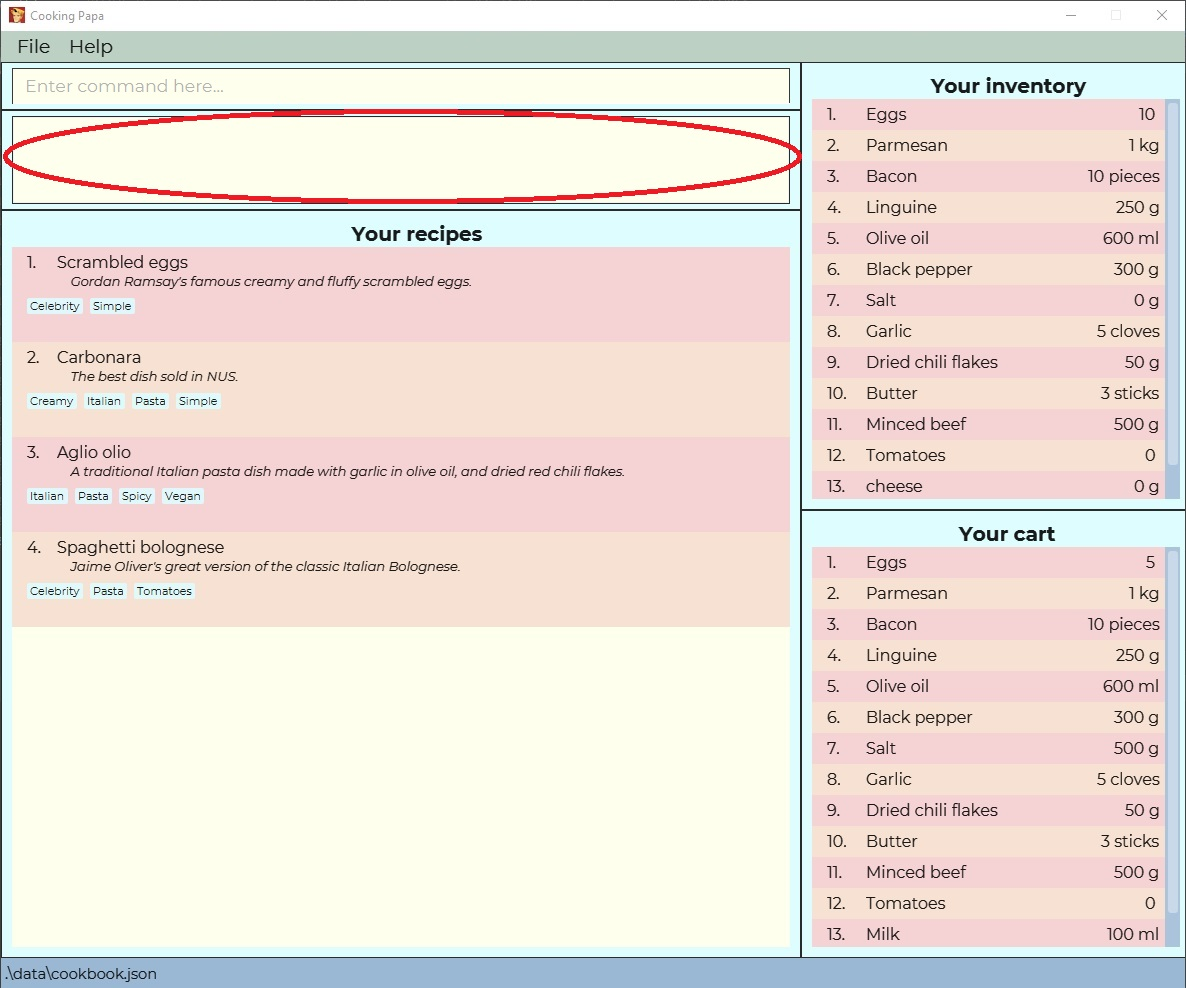 Cooking Papa
File Help
Enter command here...
Your recipes
1. Scrambled eggs
Gordan Ramsay's famous creamy and fluffy scrambled eggs.
Celebrity Simple
2. Carbonara
The best dish sold in NUS.
Creamy Italian Pasta Simple
3. Aglio olio
A traditional Italian pasta dish made with garlic in olive oil, and dried red chili flakes.
Italian Pasta Spicy Vegan
4. Spaghetti bolognese
Jaime Oliver's great version of the classic Italian Bolognese.
Celebrity Pasta Tomatoes
Your inventory
1. Eggs 10
2. Parmesan 1 kg
3. Bacon 10 pieces
4. Linguine 250 g
5. Olive oil 600 ml
6. Black pepper 300 g
7. Salt 0 g
8. Garlic 5 cloves
9. Dried chili flakes 50 g
10. Butter 3 sticks
11. Minced beef 500 g
12. Tomatoes 0
13. cheese 0 g
Your cart
1. Eggs 5
2. Parmesan 1 kg
3. Bacon 10 pieces
4. Linguine 250 g
5. Olive oil 600 ml
6. Black pepper 300 g
7. Salt 500 g
8. Garlic 5 cloves
9. Dried chili flakes 50 g
10. Butter 3 sticks
11. Minced beef 500 g
12. Tomatoes 0
13. Milk 100 ml
.\data\cookbook.json